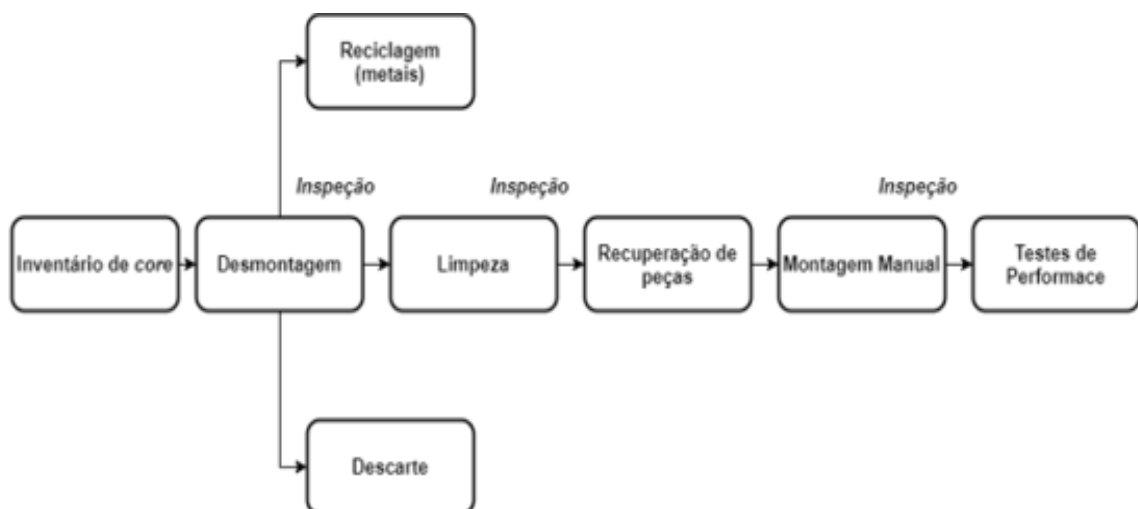 Reciclagem
(metais)
Inspeção
Inspeção
Inspeção
Inventário de core
Desmontagem
Limpeza
Recuperação de
peças
Montagem Manual
Testes de
Performace
Descarte